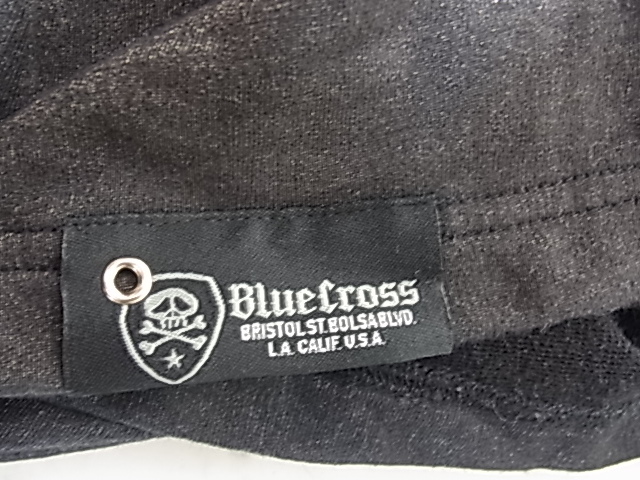 BlueCross
BRISTOL ST. BOLSA BLVD.
L.A. CALIF. U.S.A.